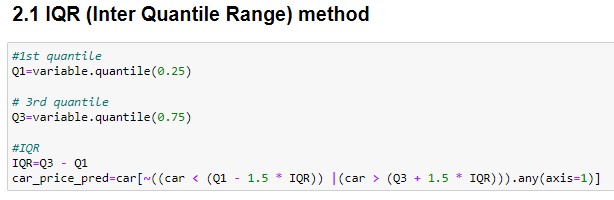 2.1 IQR (Inter Quantile Range) method
#1st quantile
Q1=variable.quantile(0.25)
# 3rd quantile
Q3=variable.quantile(0.75)
#IQR
IQR=Q3 - Q1
car_price_pred=car[~((car < (Q1 - 1.5 * IQR)) |(car > (Q3 + 1.5 * IQR))).any(axis=1)]